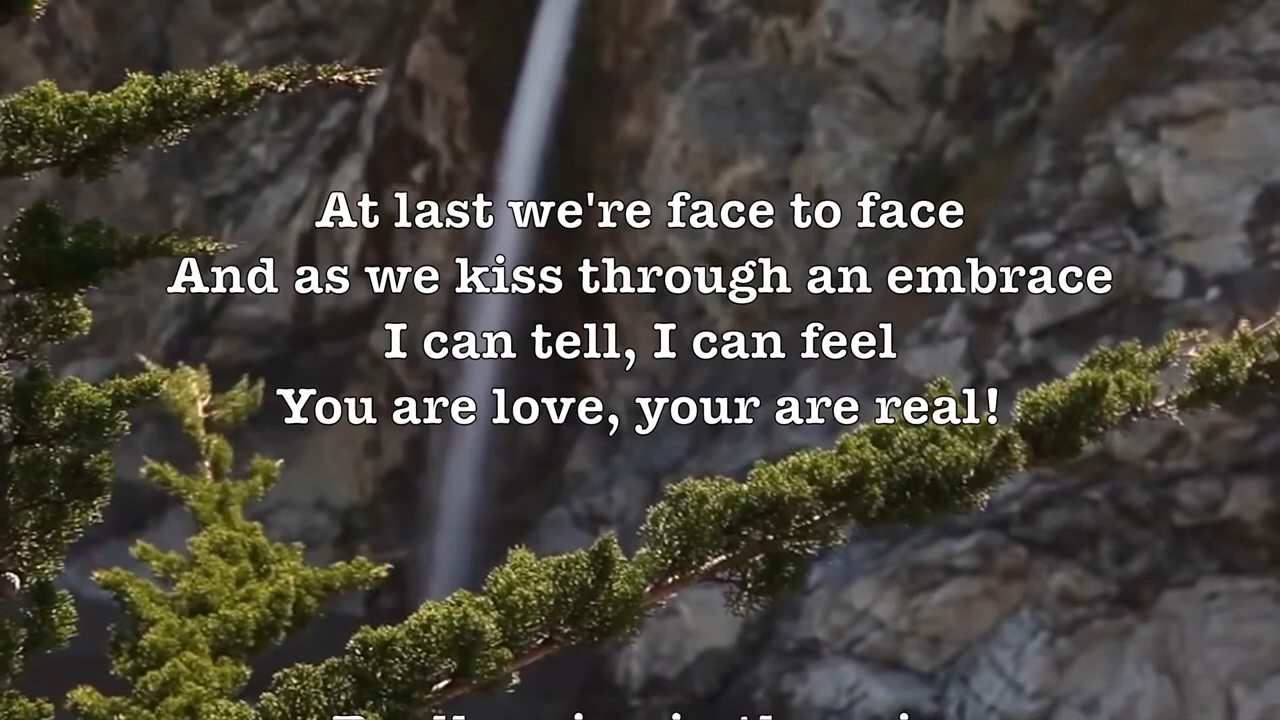 At last we're face to face
And as we kiss through an embrace
I can tell, I can feel
You are love, your are real!